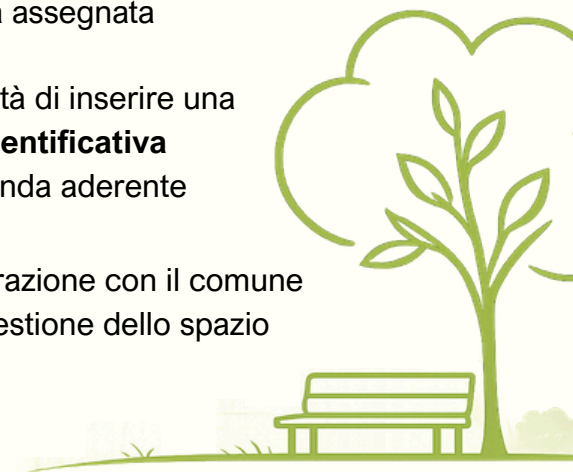 assegnata
tà di inserire una
entificativa
nda aderente
razione con il comune
estione dello spazio